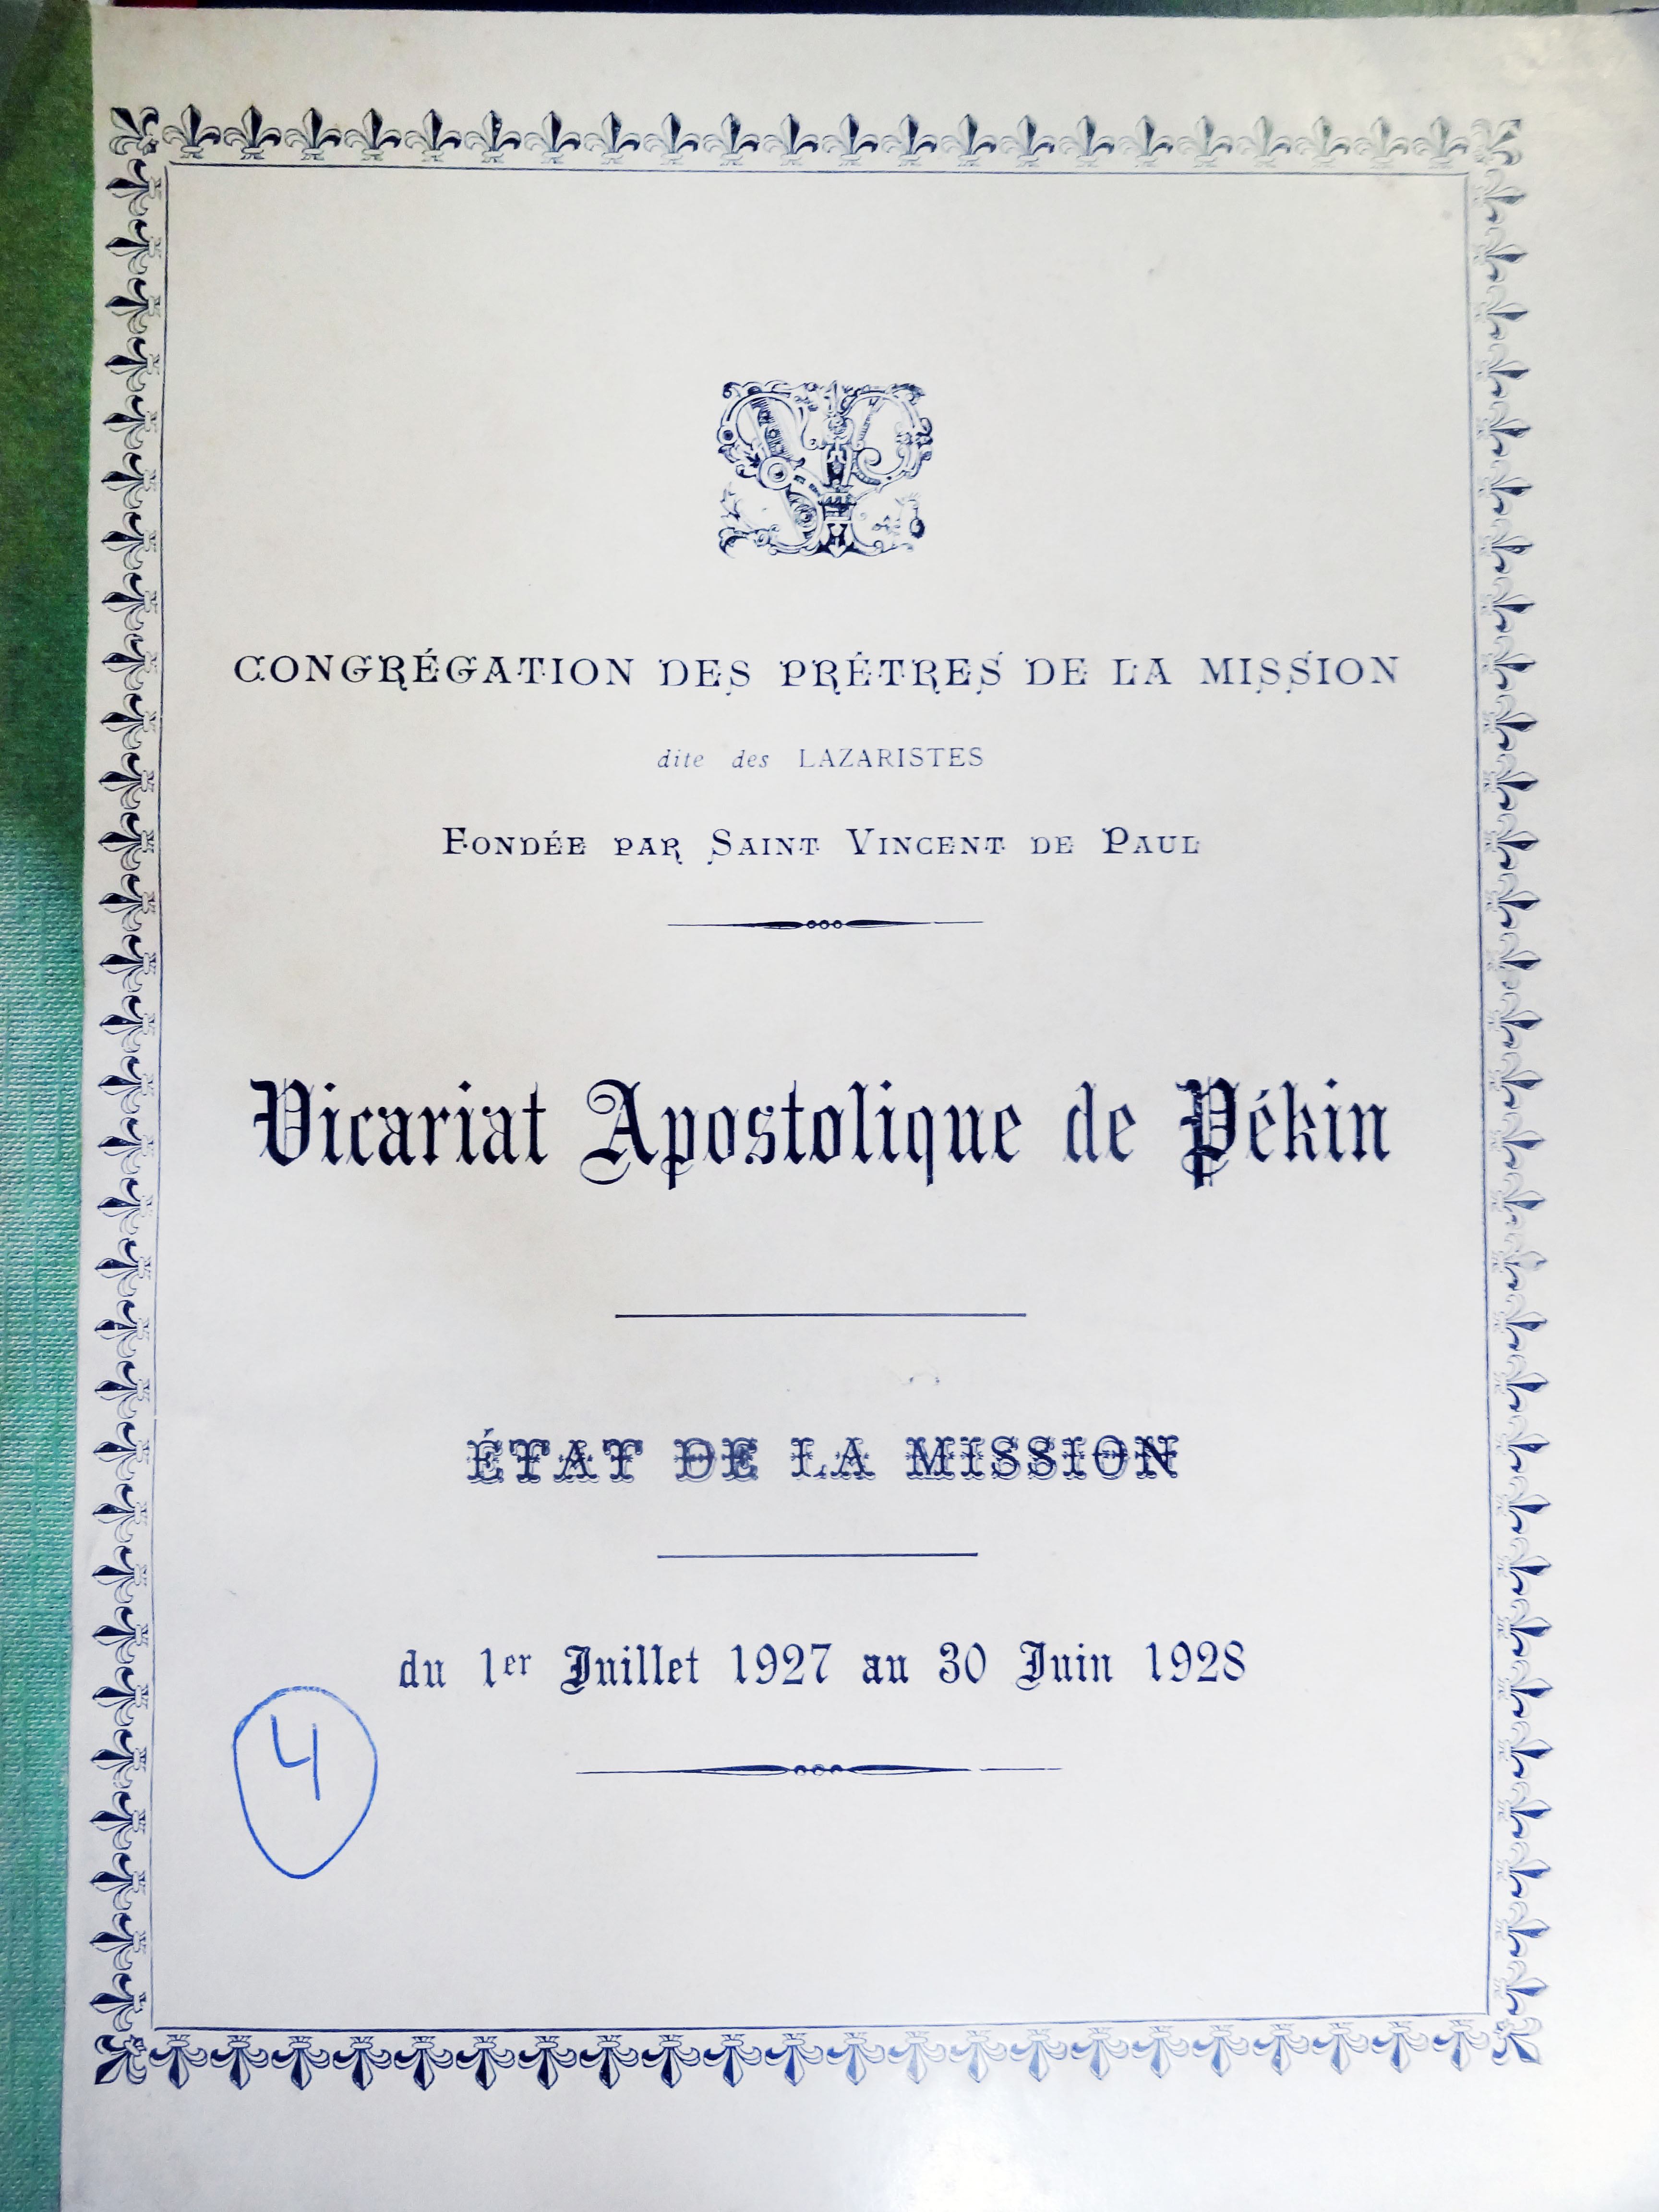 CONGRÉGATION DES PRÊTRES DE LA MISSION
dite des LAZARISTES
FONDÉE PAR SAINT VINCENT DE PAUL
Vicariat Apostolique de Pékin
ÉTAT DE LA MISSION
du 1er Juillet 1927 au 30 Juin 1928
4